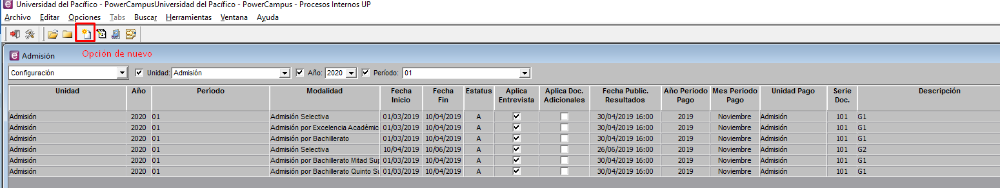 Universidad del Pacífico - PowerCampusUniversidad del Pacífico - PowerCampus - Procesos Internos UP
Archivo Editar Opciones Tabs Buscar Herramientas Ventana Ayuda
Admisión Opción de nuevo
Configuración Unidad: Admisión Año: 2020 Período: 01
Unidad Año Período Modalidad Fecha Inicio Fecha Fin Estatus Aplica Entrevista Aplica Doc. Adicionales Fecha Public. Resultados Año Periodo Pago Mes Periodo Pago Unidad Pago Serie Doc. Descripción
Admisión 2020 01 Admisión Selectiva 01/03/2019 10/04/2019 A 30/04/2019 16:00 2019 Noviembre Admisión 101 G1
Admisión 2020 01 Admisión por Excelencia Académic 01/03/2019 10/04/2019 A 30/04/2019 16:00 2019 Noviembre Admisión 101 G1
Admisión 2020 01 Admisión por Bachillerato 01/03/2019 10/04/2019 A 30/04/2019 16:00 2019 Noviembre Admisión 101 G1
Admisión 2020 01 Admisión Selectiva 10/04/2019 10/06/2019 A 26/06/2019 16:00 2019 Noviembre Admisión 101 G2
Admisión 2020 01 Admisión por Bachillerato Mitad Sup 01/03/2019 10/04/2019 A 30/04/2019 16:00 2019 Noviembre Admisión 101 G1
Admisión 2020 01 Admisión por Bachillerato Quinto Su 01/03/2019 10/04/2019 A 30/04/2019 16:00 2019 Noviembre Admisión 101 G1